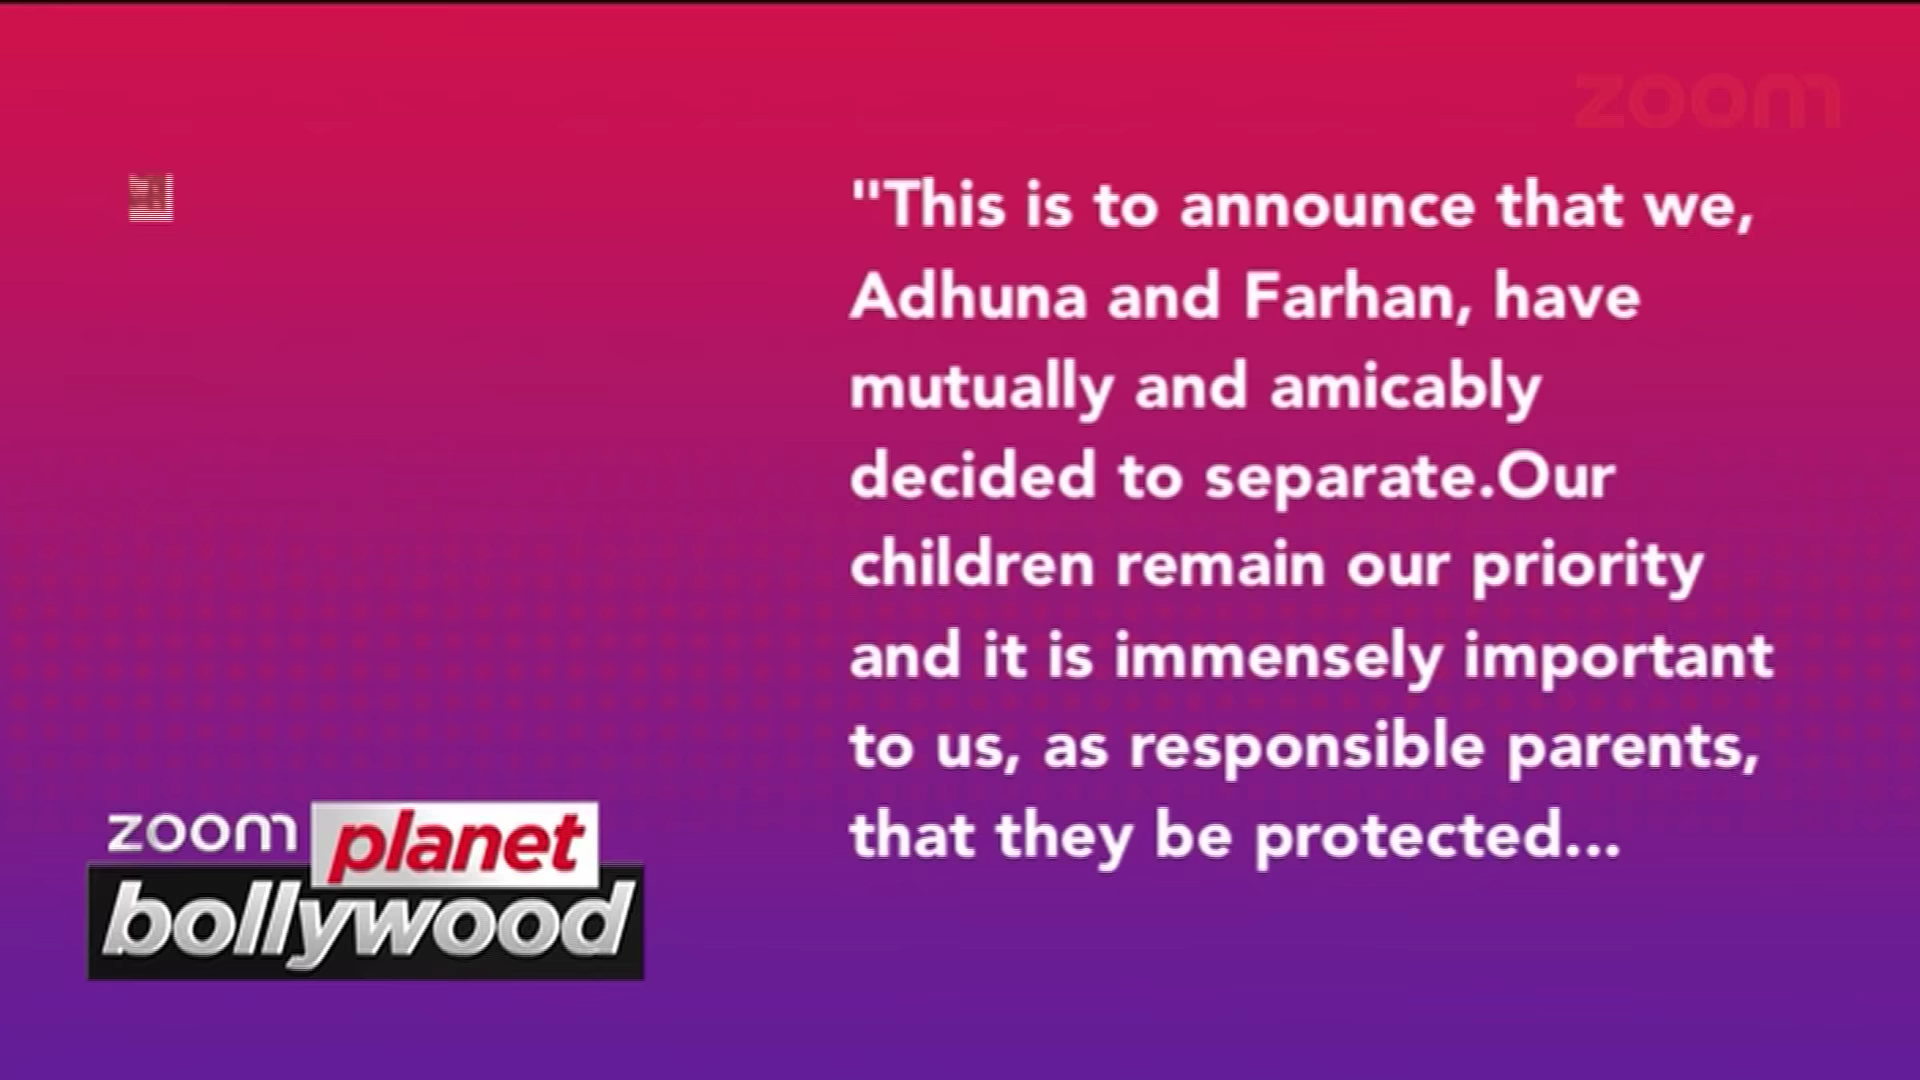 zoom
"This is to announce that we,
Adhuna and Farhan, have
mutually and amicably
decided to separate.Our
children remain our priority
and it is immensely important
to us, as responsible parents,
that they be protected...
zoom planet
bollywood